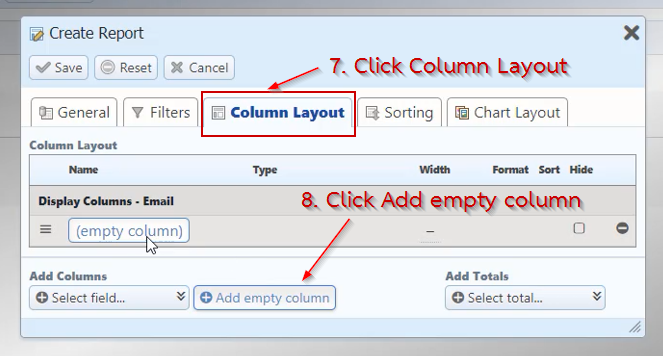 Create Report
Save Reset Cancel
7. Click Column Layout
General Filters Column Layout Sorting Chart Layout
Column Layout
Name Type Width Format Sort Hide
Display Columns - Email
8. Click Add empty column
(empty column) –
Add Columns Add Totals
Select field... Add empty column Select total...